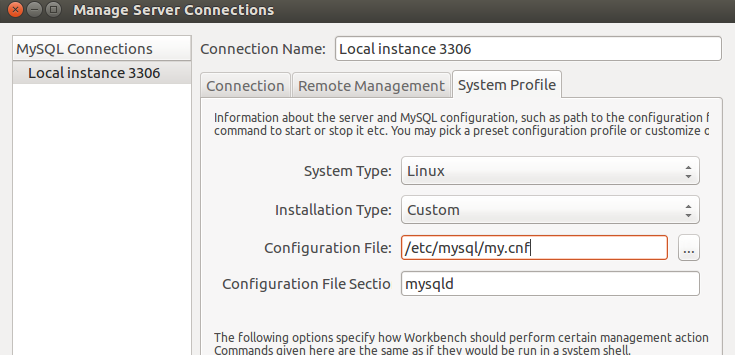 Manage Server Connections
MySQL Connections
Local instance 3306
Connection Name: Local instance 3306
Connection Remote Management System Profile
Information about the server and MySQL configuration, such as path to the configuration f
command to start or stop it etc. You may pick a preset configuration profile or customize o
System Type: Linux
Installation Type: Custom
Configuration File: /etc/mysql/my.cnf ...
Configuration File Sectio mysqld
The following options specify how Workbench should perform certain management action
Commands given here are the same as if they would be run in a system shell.